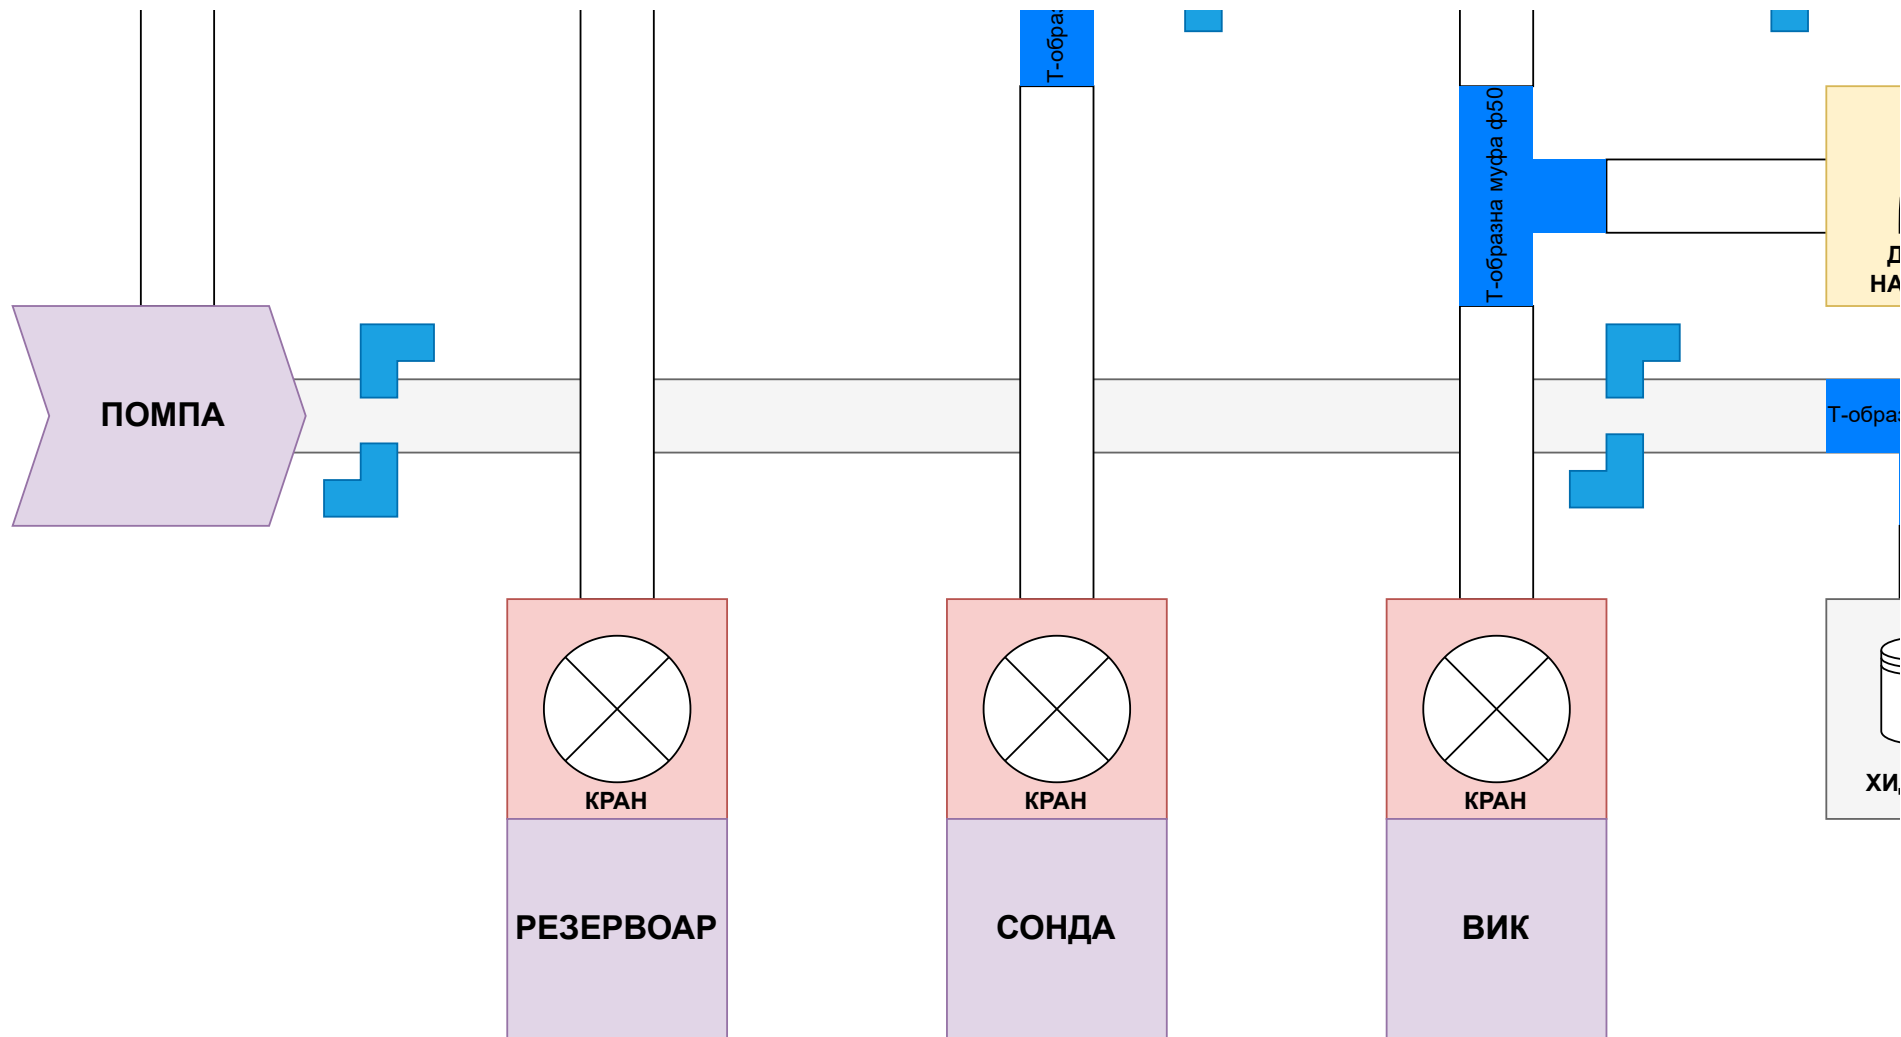 Т-образна муфа ф50
ПОМПА
КРАН
КРАН
КРАН
РЕЗЕРВОАР
СОНДА
ВИК